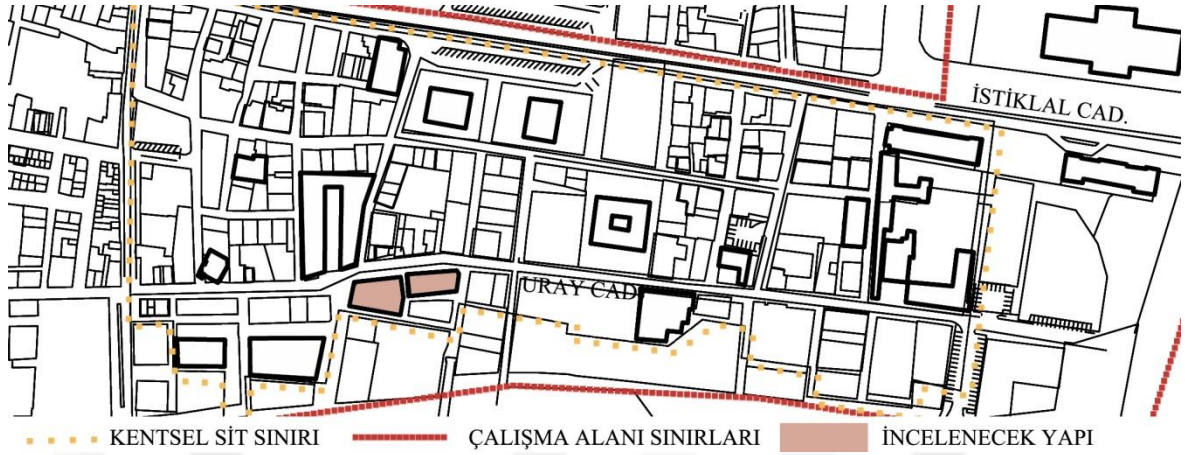 İSTİKLAL CAD.
URAY CAD
KENTSEL SİT SINIRI
ÇALIŞMA ALANI SINIRLARI
İNCELENECEK YAPI